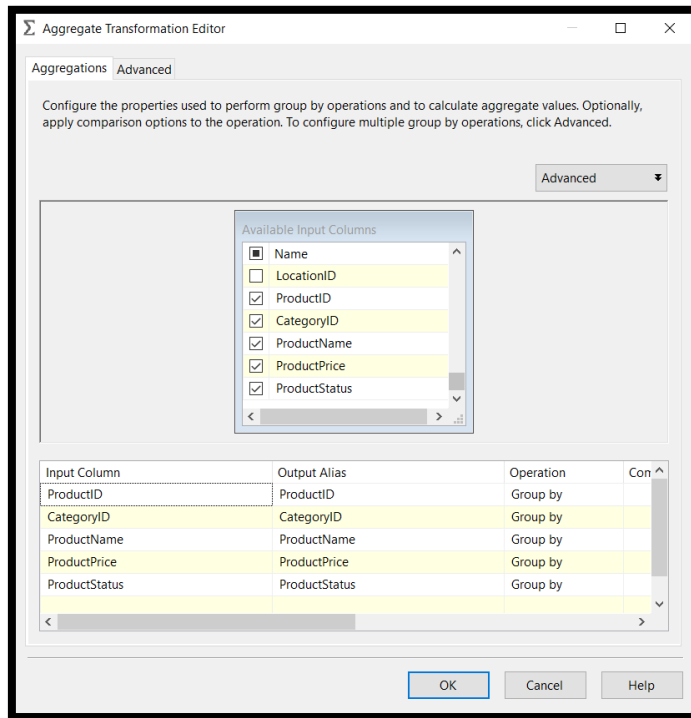 Σ Aggregate Transformation Editor
Aggregations Advanced
Configure the properties used to perform group by operations and to calculate aggregate values. Optionally,
apply comparison options to the operation. To configure multiple group by operations, click Advanced.
Advanced
Available Input Columns
Name
LocationID
ProductID
CategoryID
ProductName
ProductPrice
ProductStatus
Input Column Output Alias Operation Com
ProductID ProductID Group by
CategoryID CategoryID Group by
ProductName ProductName Group by
ProductPrice ProductPrice Group by
ProductStatus ProductStatus Group by
OK Cancel Help